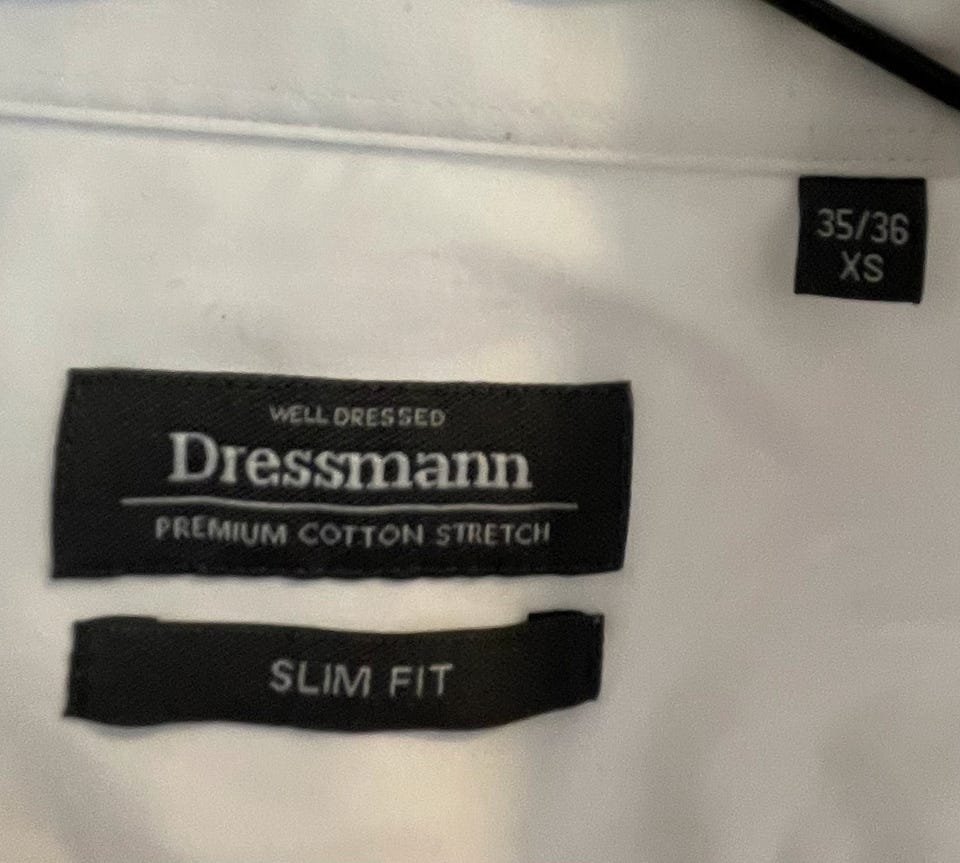 35/36
XS
WELL DRESSED
Dressmann
PREMIUM COTTON STRETCH
SLIM FIT